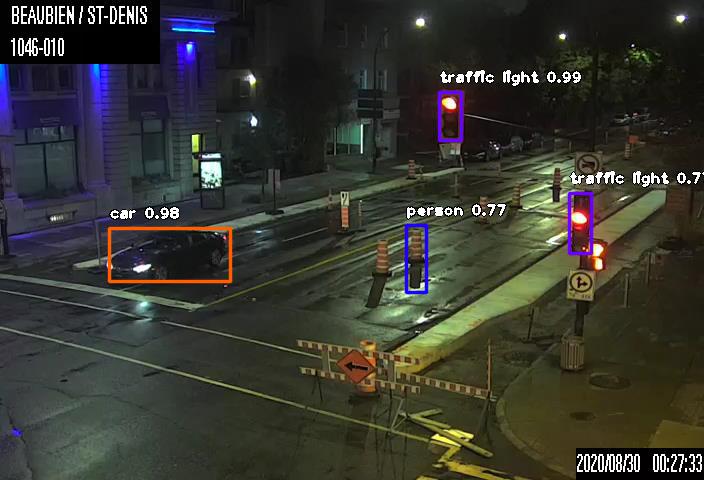 BEAUBIEN / ST-DENIS
1046-010
traffic light 0.99
traffic light 0.7
car 0.98
person 0.77
2020/08/30 00:27:33